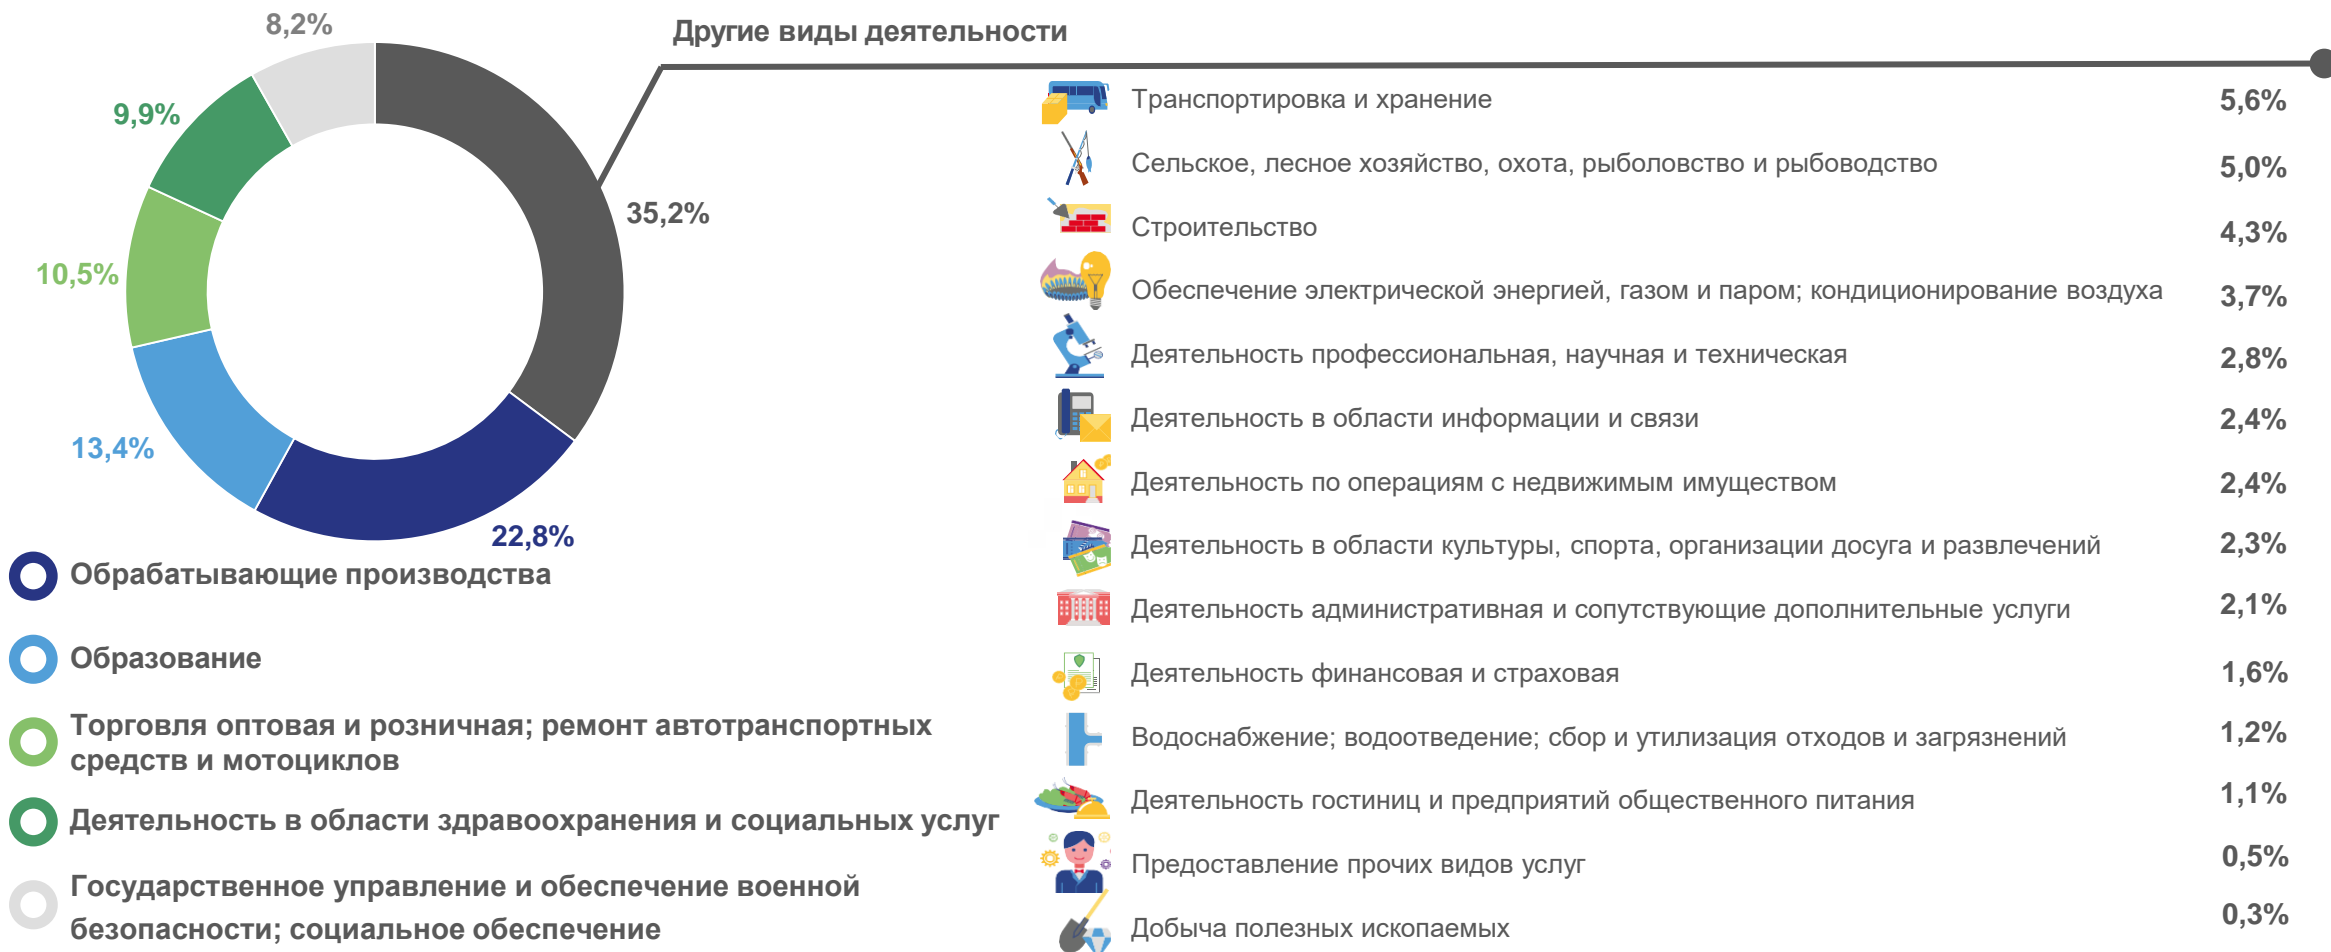 8,2%
9,9%
10,5%
13,4%
22,8%
35,2%
Обрабатывающие производства
Образование
Торговля оптовая и розничная; ремонт автотранспортных
средств и мотоциклов
Деятельность в области здравоохранения и социальных услуг
Государственное управление и обеспечение военной
безопасности; социальное обеспечение
Другие виды деятельности
Транспортировка и хранение 5,6%
Сельское, лесное хозяйство, охота, рыболовство и рыбоводство 5,0%
Строительство 4,3%
Обеспечение электрической энергией, газом и паром; кондиционирование воздуха 3,7%
Деятельность профессиональная, научная и техническая 2,8%
Деятельность в области информации и связи 2,4%
Деятельность по операциям с недвижимым имуществом 2,4%
Деятельность в области культуры, спорта, организации досуга и развлечений 2,3%
Деятельность административная и сопутствующие дополнительные услуги 2,1%
Деятельность финансовая и страховая 1,6%
Водоснабжение; водоотведение; сбор и утилизация отходов и загрязнений 1,2%
Деятельность гостиниц и предприятий общественного питания 1,1%
Предоставление прочих видов услуг 0,5%
Добыча полезных ископаемых 0,3%